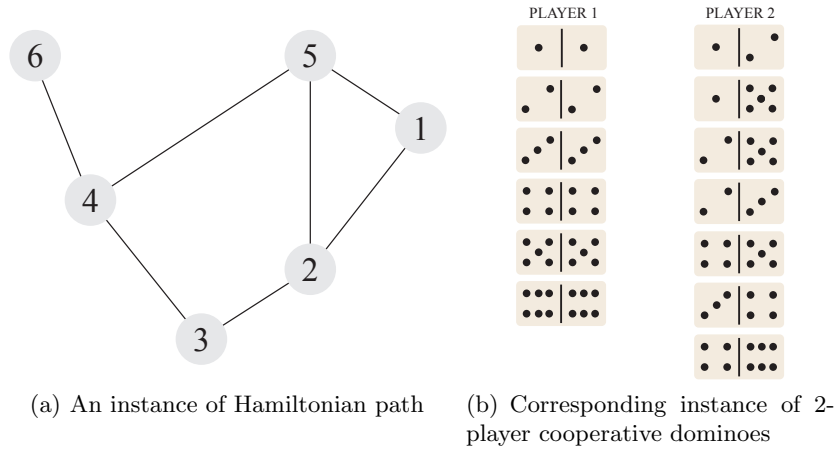 PLAYER 1
PLAYER 2
6
5
1
4
2
3
(a) An instance of Hamiltonian path
(b) Corresponding instance of 2-
player cooperative dominoes